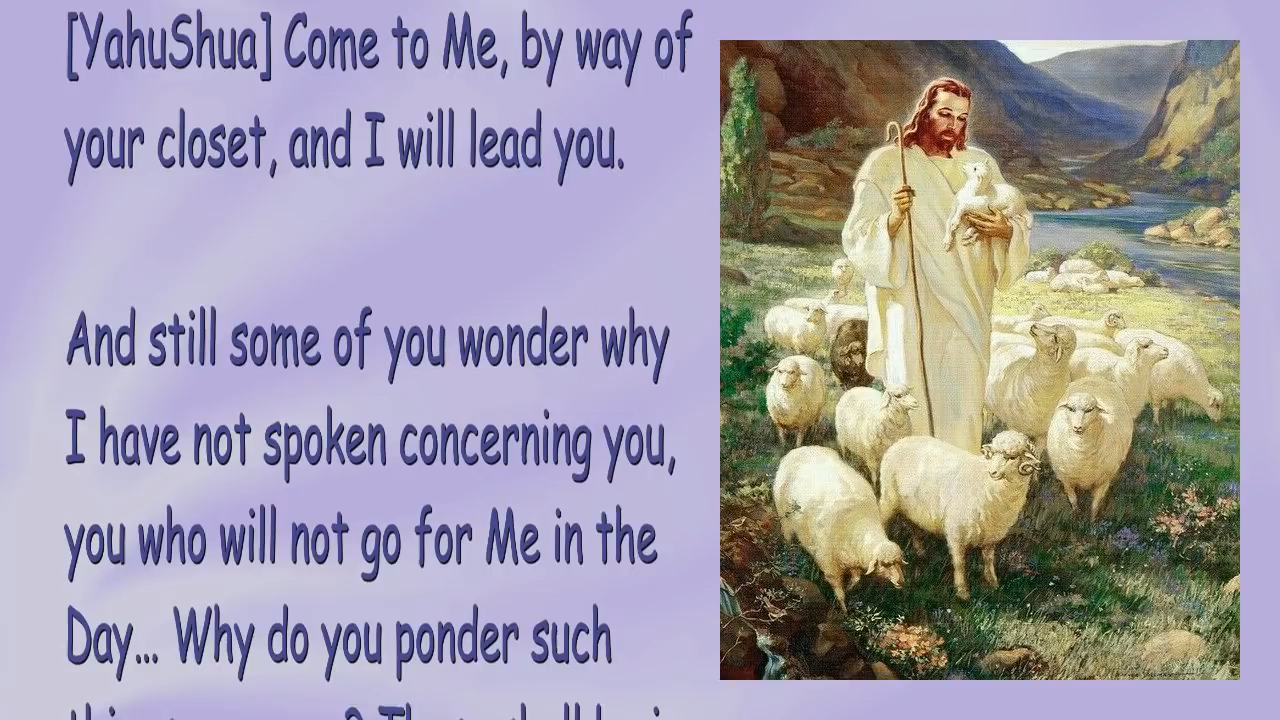 [YahuShua] Come to Me, by way of
your closet, and I will lead you.
And still some of you wonder why
I have not spoken concerning you,
you who will not go for Me in the
Day... Why do you ponder such